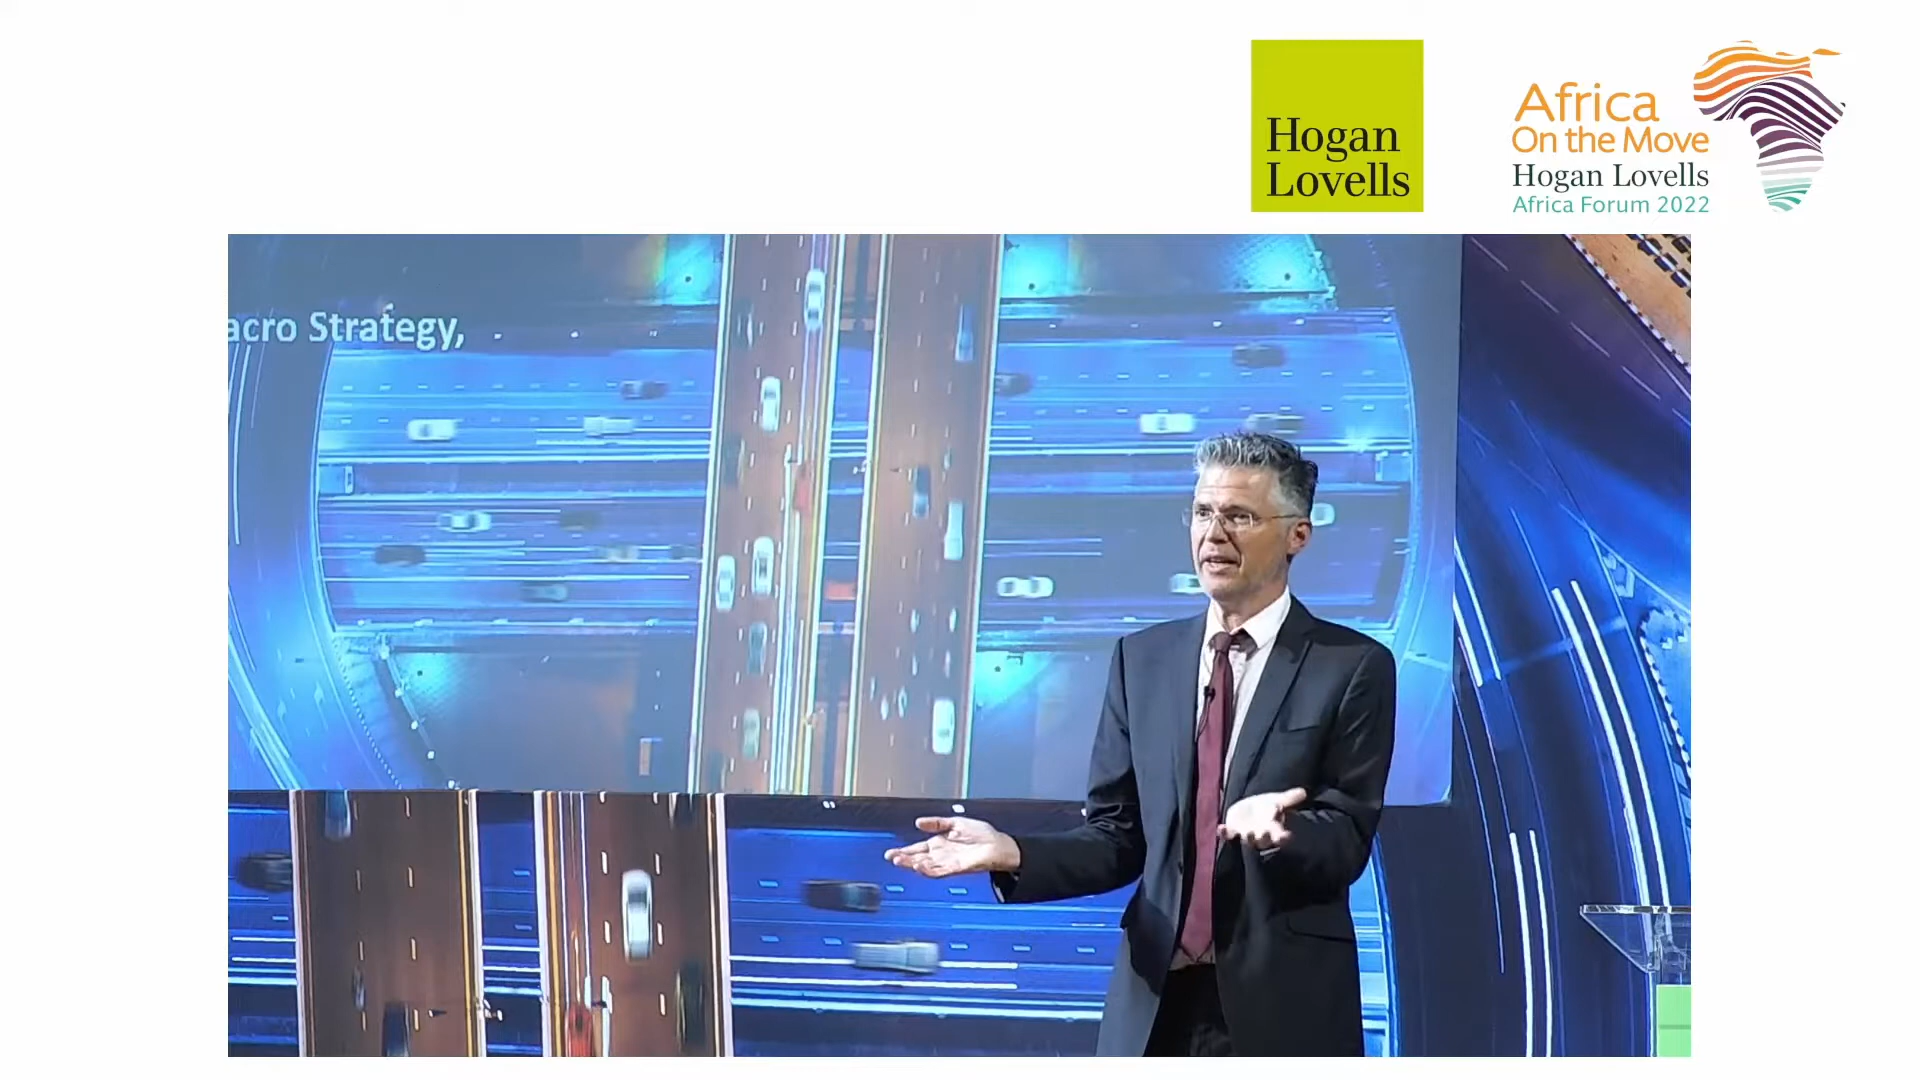 Hogan
Lovells
Africa
On the Move
Hogan Lovells
Africa Forum 2022
acro Strategy,